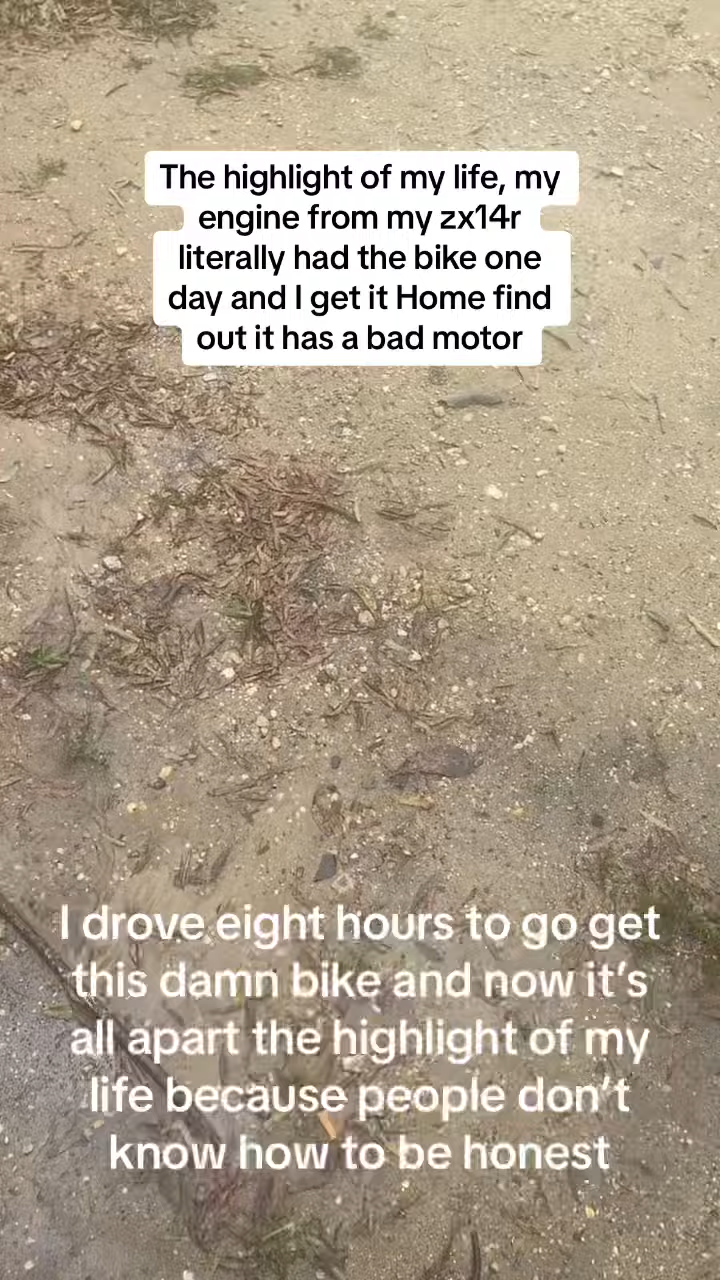 The highlight of my life, my
engine from my zx14r
literally had the bike one
day and I get it Home find
out it has a bad motor
I drove eight hours to go get
this damn bike and now it's
all apart the highlight of my
life because people don't
know how to be honest